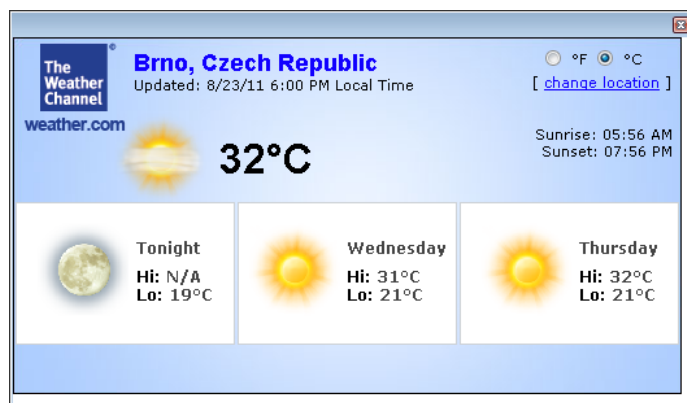 The
Weather
Channel
®
weather.com
Brno, Czech Republic
Updated: 8/23/11 6:00 PM Local Time
°F °C
[ change location ]
32°C
Sunrise: 05:56 AM
Sunset: 07:56 PM
Tonight
Hi: N/A
Lo: 19°C
Wednesday
Hi: 31°C
Lo: 21°C
Thursday
Hi: 32°C
Lo: 21°C